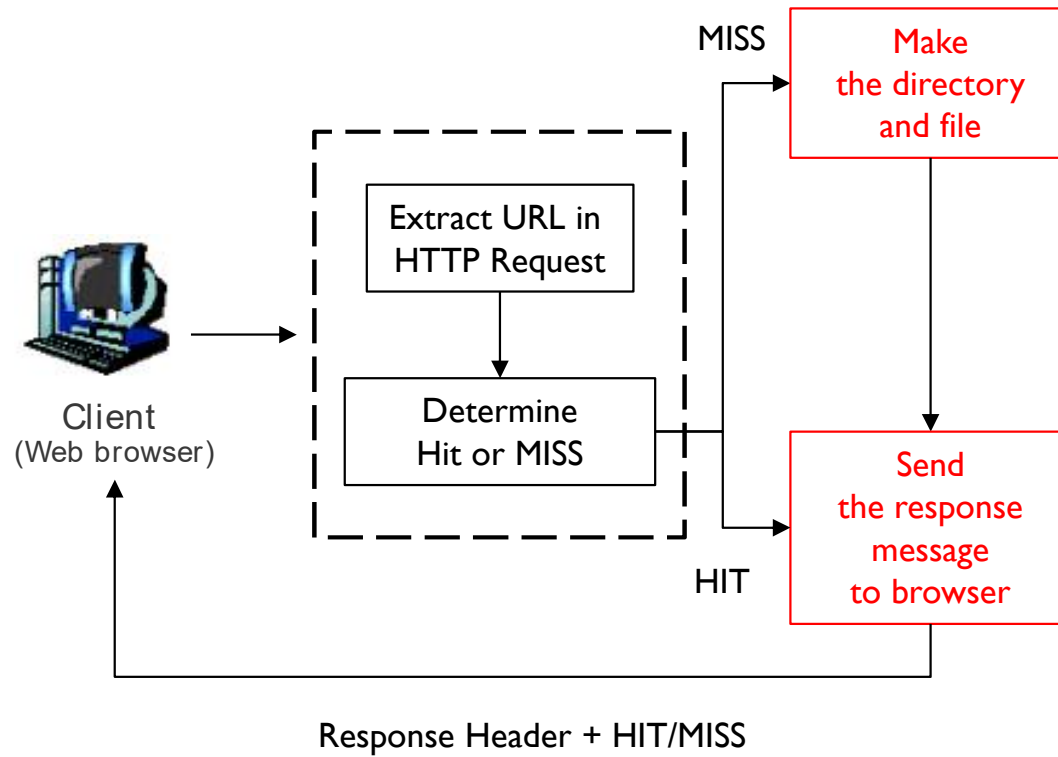 MISS
Make
the directory
and file
Extract URL in
HTTP Request
Client
(Web browser)
Determine
Hit or MISS
HIT
Send
the response
message
to browser
Response Header + HIT/MISS